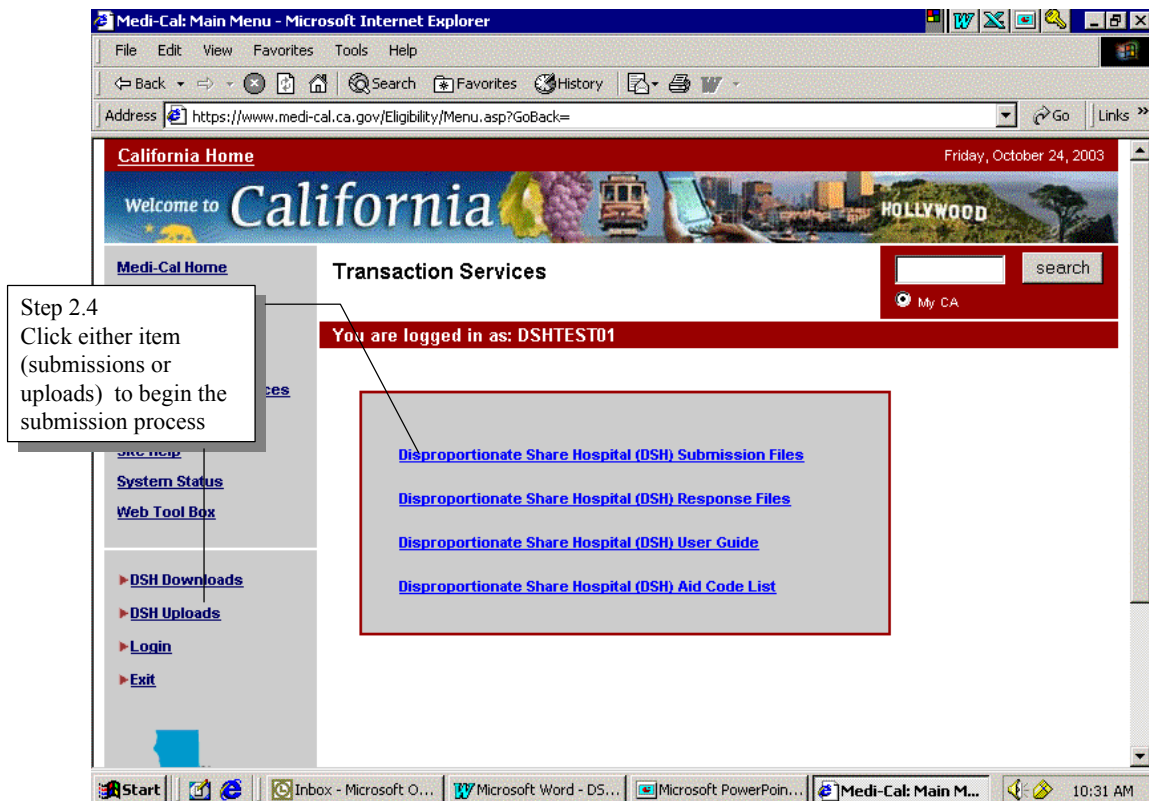 Medi-Cal: Main Menu - Microsoft Internet Explorer
File Edit View Favorites Tools Help
Back Search Favorites History
Address https://www.medi-cal.ca.gov/Eligibility/Menu.asp?GoBack= Go Links »
California Home Friday, October 24, 2003
Welcome to California HOLLYWOOD
Medi-Cal Home
Transaction Services
search
My CA
Step 2.4
Click either item
(submissions or
uploads) to begin the
submission process
You are logged in as: DSHTEST01
ces
Site Help
System Status
Web Tool Box
Disproportionate Share Hospital (DSH) Submission Files
Disproportionate Share Hospital (DSH) Response Files
Disproportionate Share Hospital (DSH) User Guide
Disproportionate Share Hospital (DSH) Aid Code List
DSH Downloads
DSH Uploads
Login
Exit
Start Inbox - Microsoft O... Microsoft Word - DS... Microsoft PowerPoin... Medi-Cal: Main M... 10:31 AM